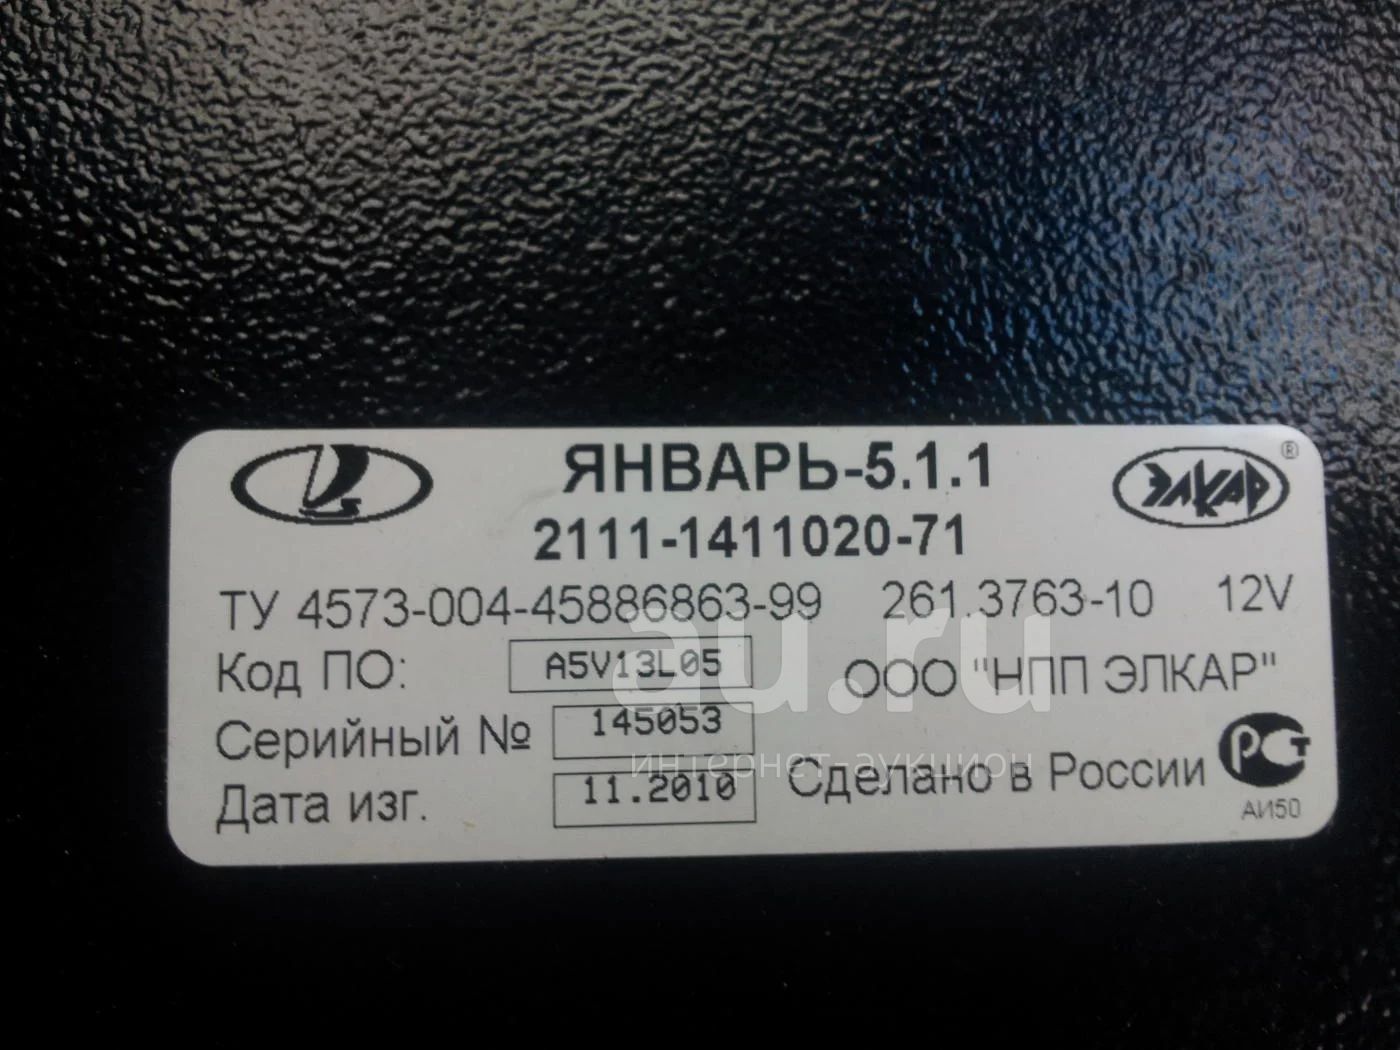 ЯНВАРЬ-5.1.1
ЭЛКАР ®
2111-1411020-71
ТУ 4573-004-45886863-99 261.3763-10 12V
Код ПО: A5V13L05 ООО "НПП ЭЛКАР"
Серийный № 145053
Дата изг. 11.2010 Сделано в России РСТ
АИ50
au.ru
интернет-аукцион